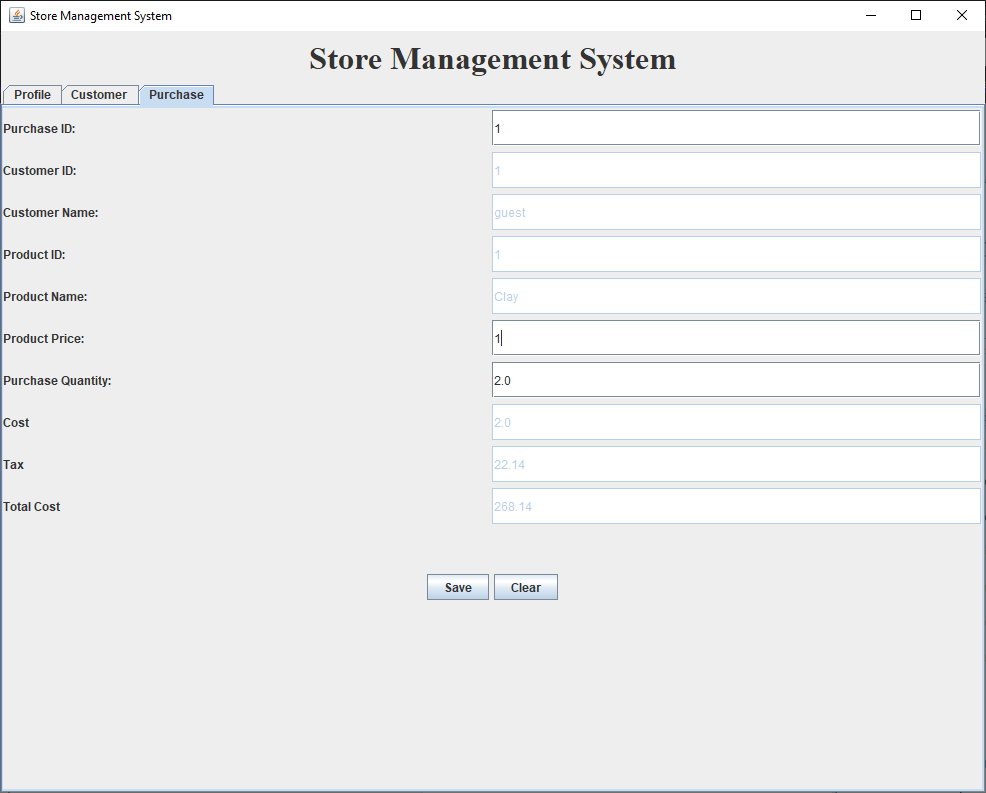 Store Management System
Store Management System
Profile Customer Purchase
Purchase ID: 1
Customer ID: 1
Customer Name: guest
Product ID: 1
Product Name: Clay
Product Price: 1
Purchase Quantity: 2.0
Cost 2.0
Tax 22.14
Total Cost 268.14
Save Clear